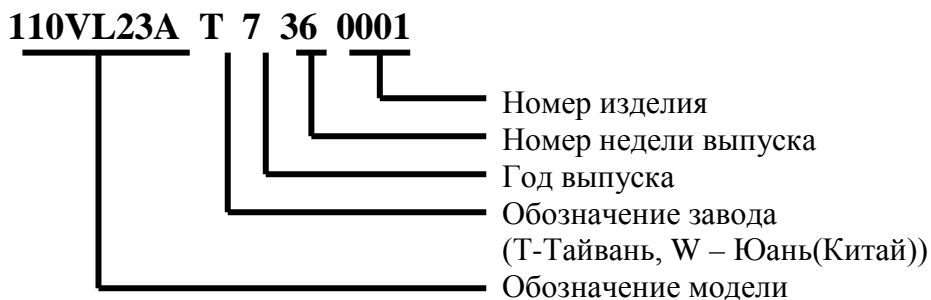 110VL23A T 7 36 0001
Номер изделия
Номер недели выпуска
Год выпуска
Обозначение завода
(Т-Тайвань, W – Юань(Китай))
Обозначение модели